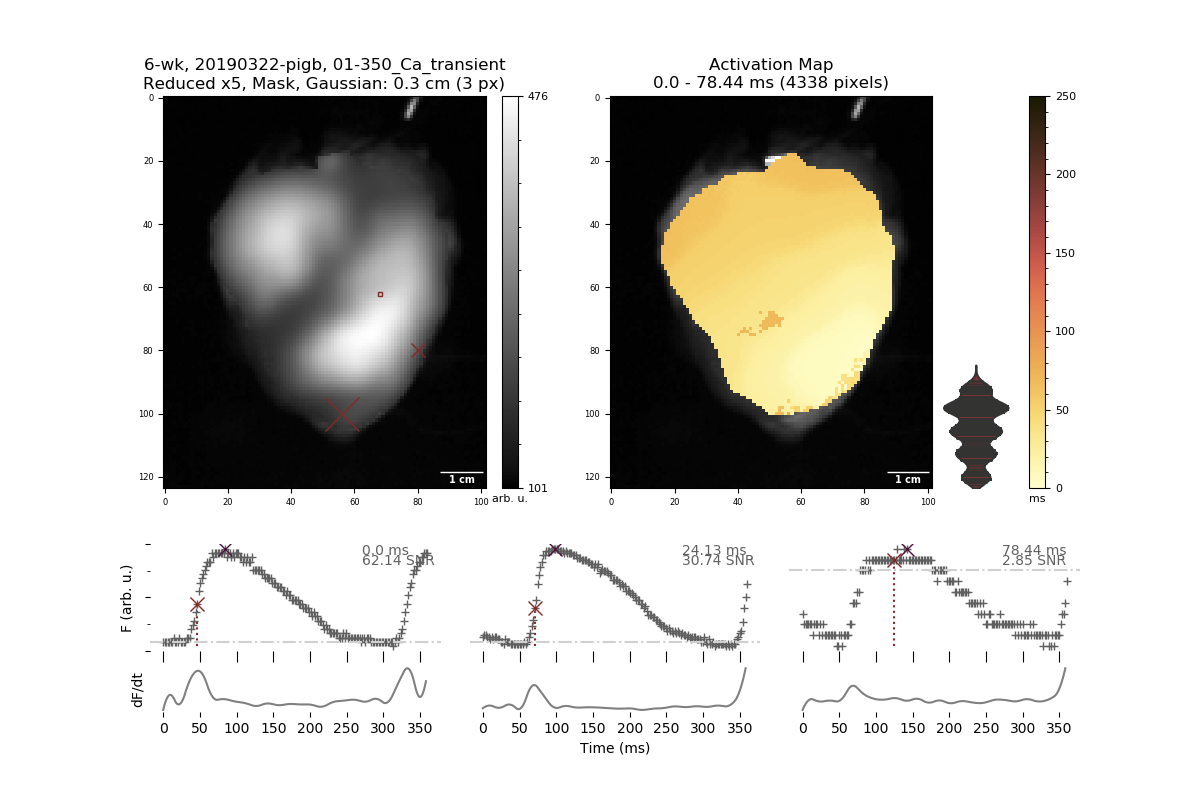 6-wk, 20190322-pigb, 01-350_Ca_transient
Reduced x5, Mask, Gaussian: 0.3 cm (3 px)
0
20
40
60
80
100
120
0
20
40
60
80
100
1 cm
476
101
arb. u.
Activation Map
0.0 - 78.44 ms (4338 pixels)
0
20
40
60
80
100
120
0
20
40
60
80
100
1 cm
250
200
150
100
50
0
ms
F (arb. u.)
0.0 ms
62.14 SNR
24.13 ms
30.74 SNR
78.44 ms
2.85 SNR
dF/dt
0 50 100 150 200 250 300 350
0 50 100 150 200 250 300 350
0 50 100 150 200 250 300 350
Time (ms)